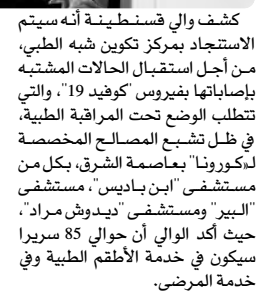 كشف والي قسنطينة أنه سيتم
الاستنجاد بمركز تكوين شبه الطبي،
من أجل استقبال الحالات المشتبه
بإصاباتها بفيروس "كوفيد 19"، والتي
تتطلب الوضع تحت المراقبة الطبية،
في ظل تشبع المصالح المخصصة
لـ«كورونا" بعاصمة الشرق، بكل من
مستشفى "ابن باديس"، مستشفى
"البير" ومستشفى "ديدوش مراد"،
حيث أكد الوالي أن حوالي 85 سريرا
سيكون في خدمة الأطقم الطبية وفي
خدمة المرضى.